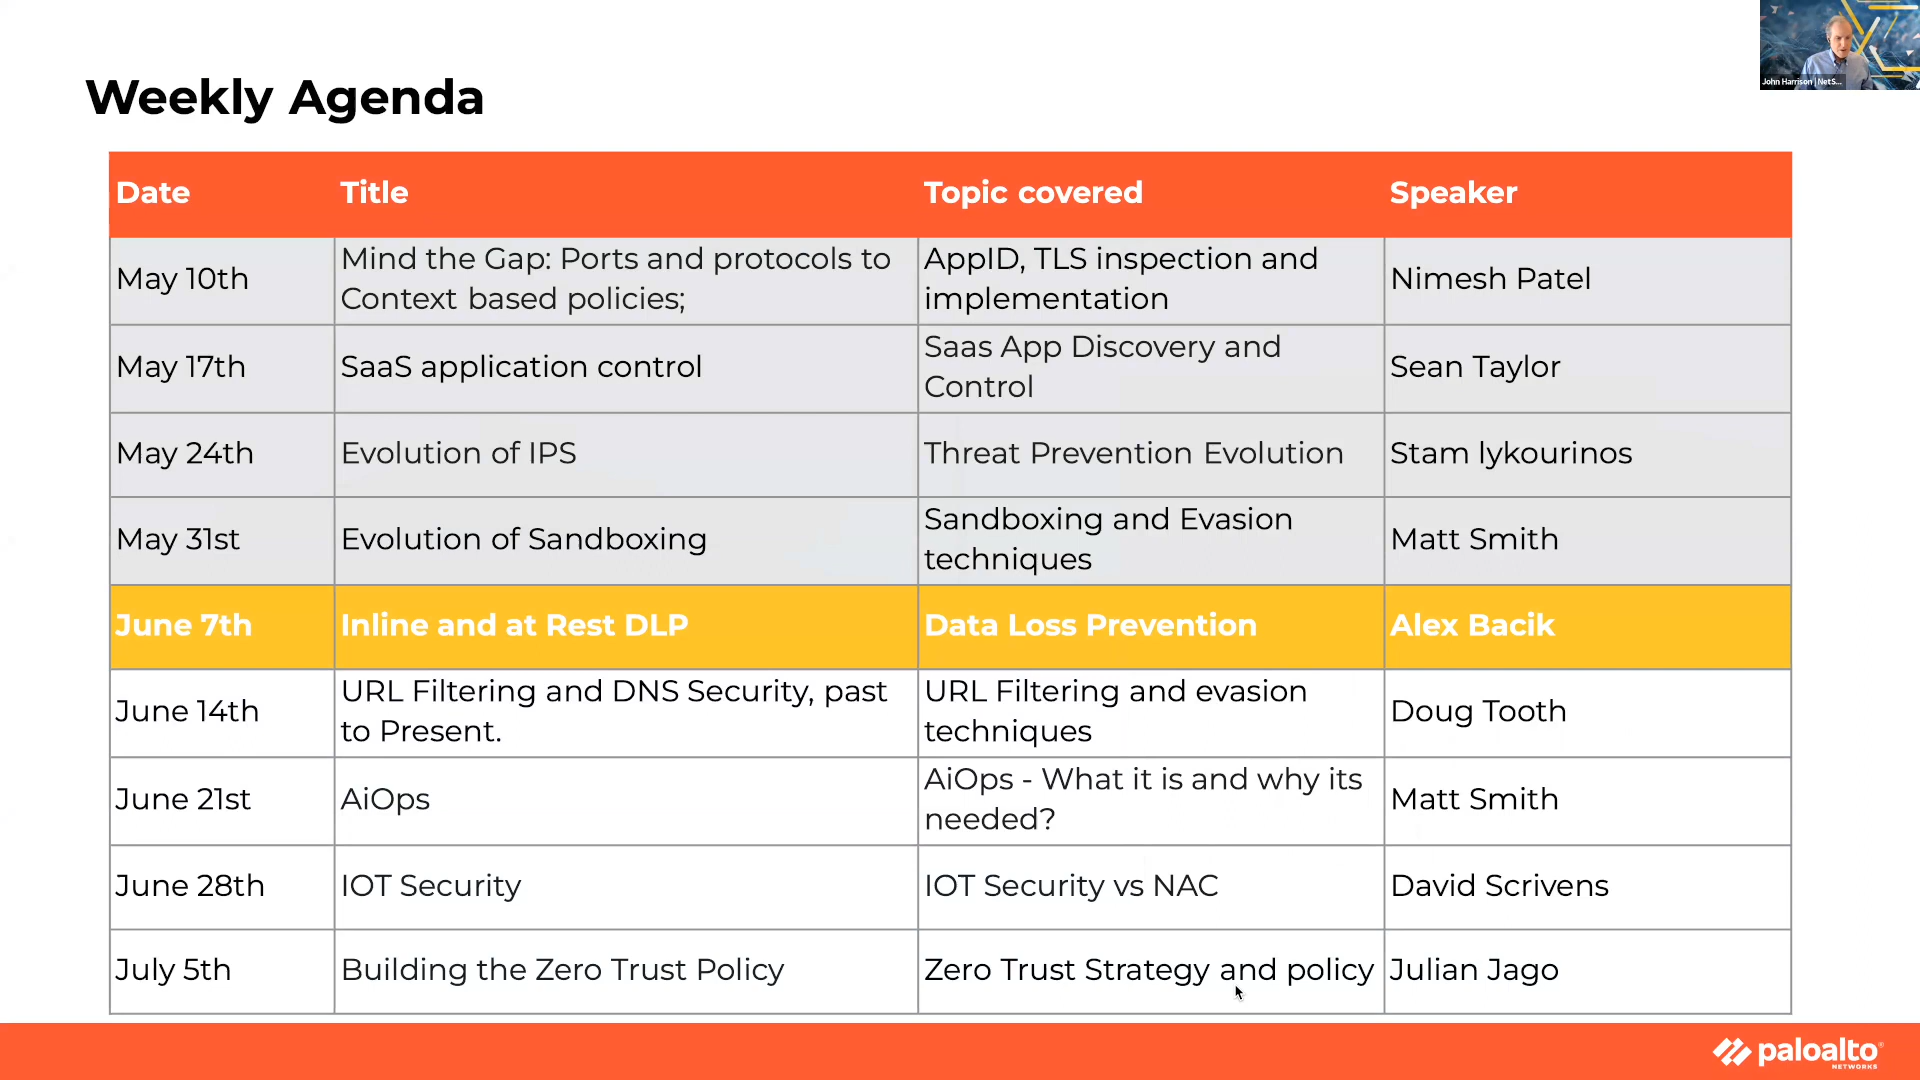 John Harrison | NetS...
Weekly Agenda
Date Title Topic covered Speaker
May 10th
Mind the Gap: Ports and protocols to
Context based policies;
AppID, TLS inspection and
implementation
Nimesh Patel
May 17th
SaaS application control
Saas App Discovery and
Control
Sean Taylor
May 24th
Evolution of IPS
Threat Prevention Evolution
Stam lykourinos
May 31st
Evolution of Sandboxing
Sandboxing and Evasion
techniques
Matt Smith
June 7th
Inline and at Rest DLP
Data Loss Prevention
Alex Bacik
June 14th
URL Filtering and DNS Security, past
to Present.
URL Filtering and evasion
techniques
Doug Tooth
June 21st
AiOps
AiOps - What it is and why its
needed?
Matt Smith
June 28th
IOT Security
IOT Security vs NAC
David Scrivens
July 5th
Building the Zero Trust Policy
Zero Trust Strategy and policy
Julian Jago
paloalto®
NETWORKS